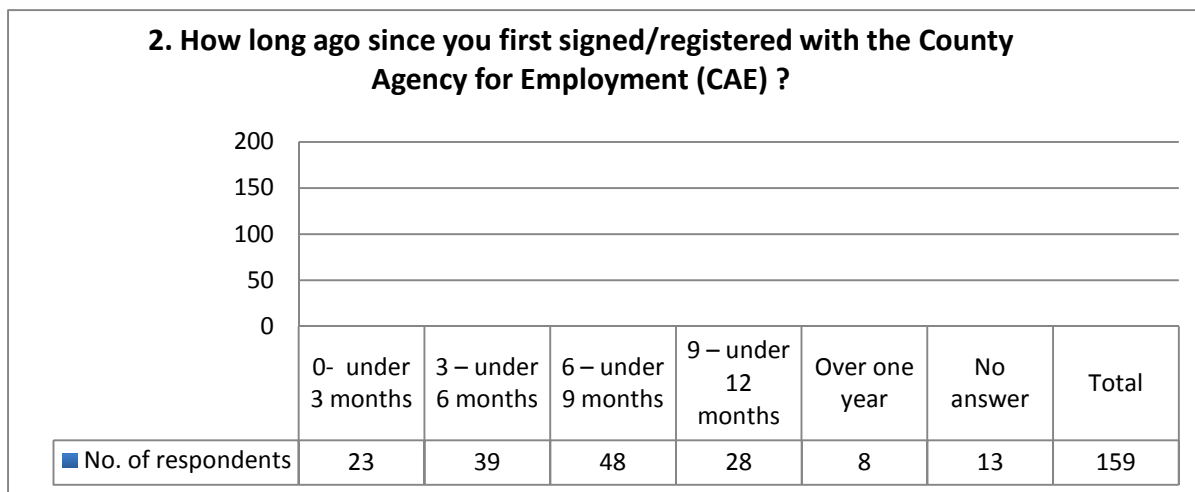 2. How long ago since you first signed/registered with the County
Agency for Employment (CAE) ?
200
150
100
50
0
0- under
3 months
3 – under
6 months
6 – under
9 months
9 – under
12
months
Over one
year
No
answer
Total
No. of respondents 23 39 48 28 8 13 159